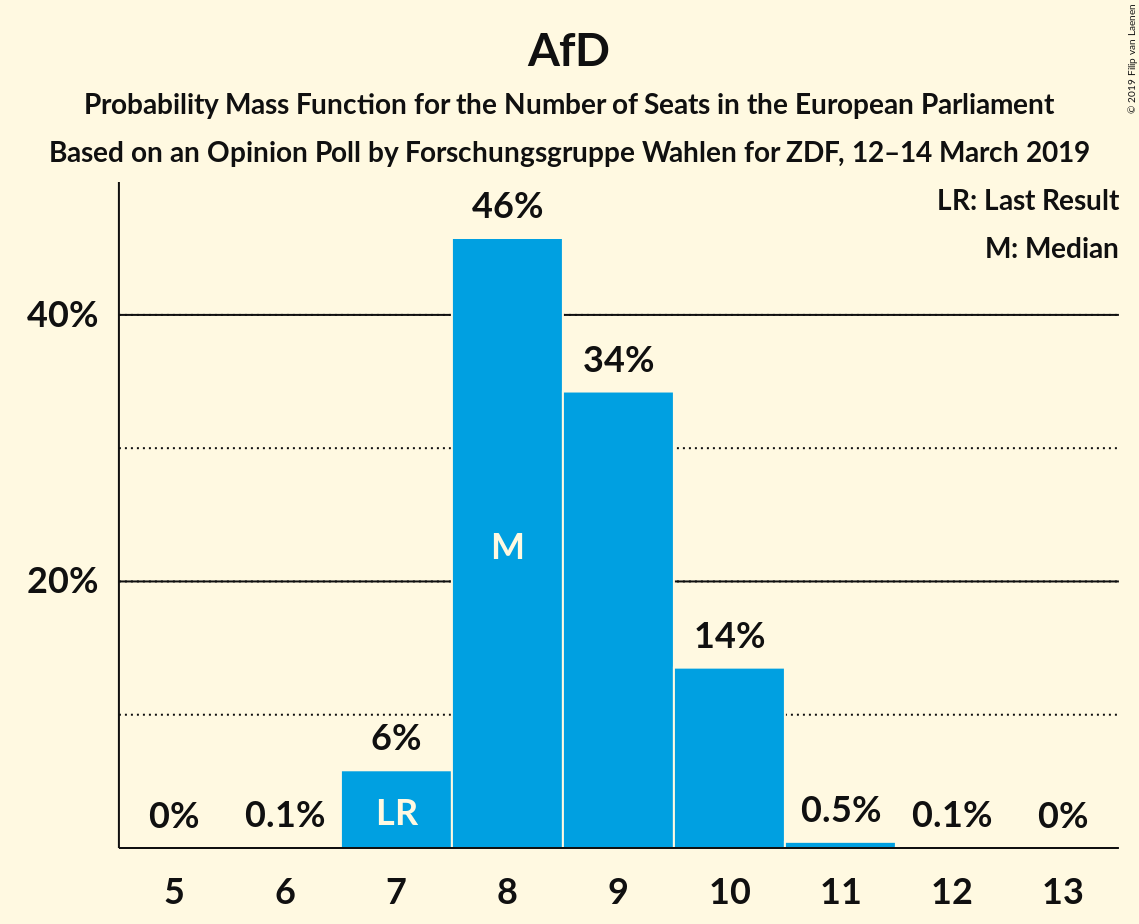 AfD
Probability Mass Function for the Number of Seats in the European Parliament
Based on an Opinion Poll by Forschungsgruppe Wahlen for ZDF, 12–14 March 2019
© 2019 Filip van Laenen
LR: Last Result
M: Median
46%
40%
34%
M
20%
14%
6%
LR
0%
0.1%
0.5%
0.1%
0%
5 6 7 8 9 10 11 12 13